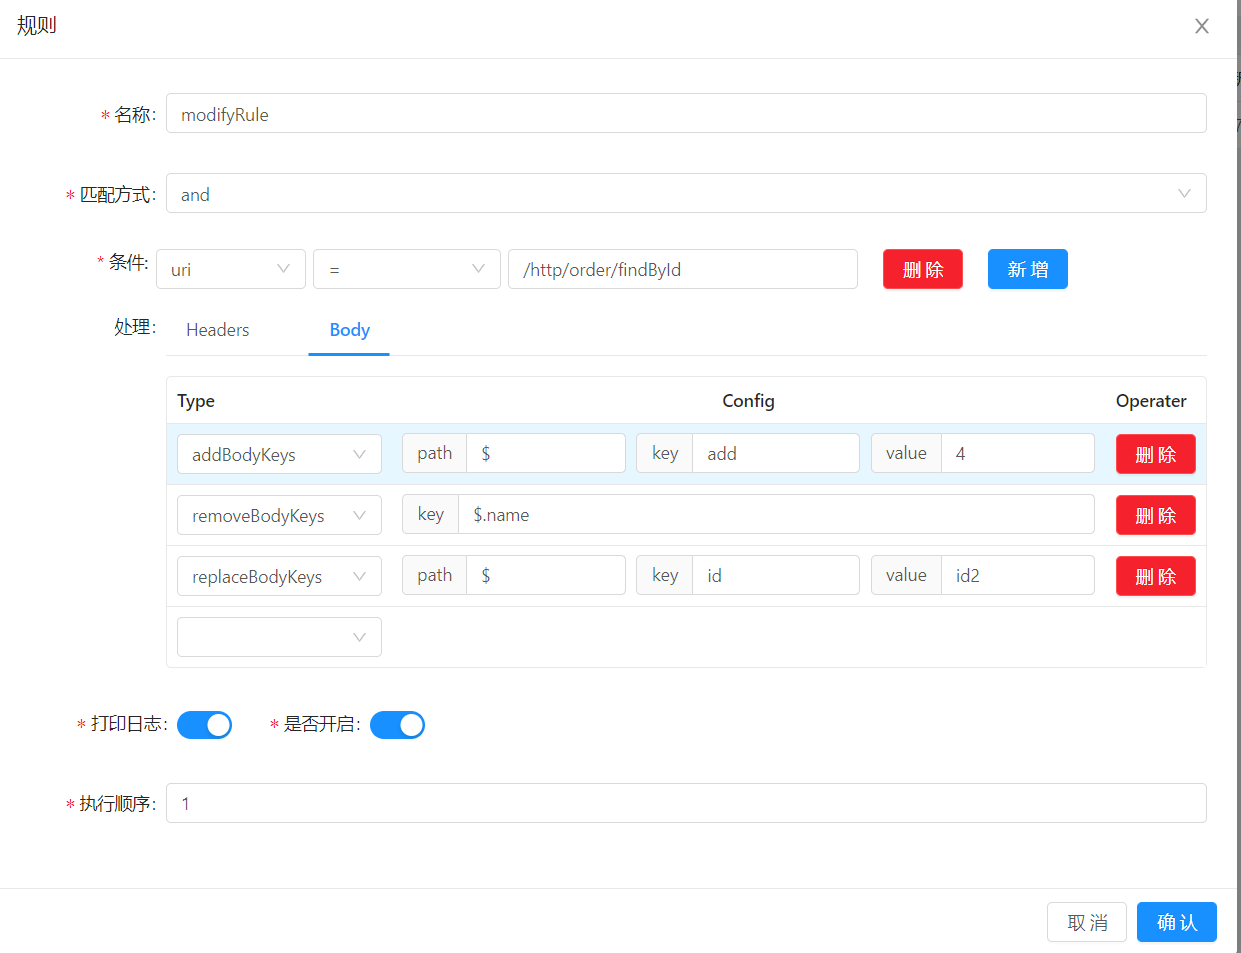 规则
* 名称: modifyRule
* 匹配方式: and
* 条件: uri = /http/order/findById 删 除 新 增
处理: Headers Body
Type Config Operater
addBodyKeys path $ key add value 4 删 除
removeBodyKeys key $.name 删 除
replaceBodyKeys path $ key id value id2 删 除
* 打印日志: * 是否开启:
* 执行顺序: 1
取 消 确 认